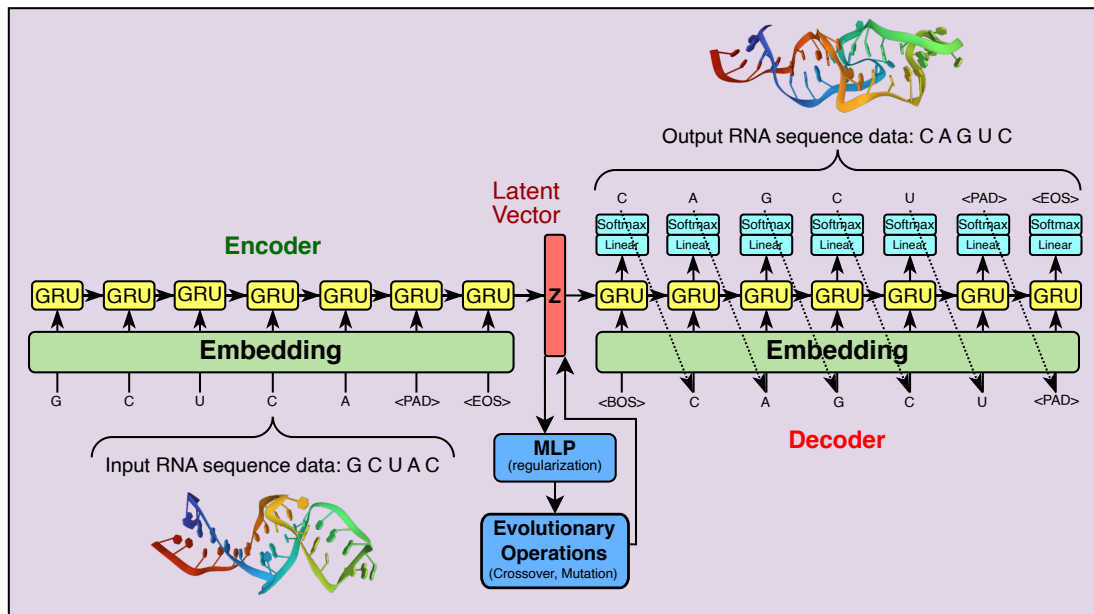 Output RNA sequence data: C A G U C
Latent
Vector
C A G C U <PAD> <EOS>
Softmax Softmax Softmax Softmax Softmax Softmax Softmax
Linear Linear Linear Linear Linear Linear Linear
Encoder
GRU GRU GRU GRU GRU GRU GRU Z GRU GRU GRU GRU GRU GRU GRU
Embedding Embedding
G C U C A <PAD> <EOS> <BOS> C A G C U <PAD>
Decoder
Input RNA sequence data: G C U A C
MLP
(regularization)
Evolutionary
Operations
(Crossover, Mutation)